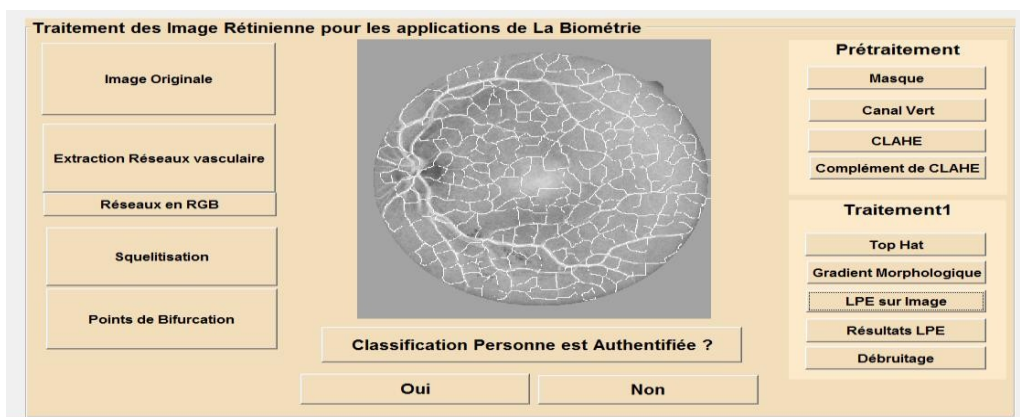 Traitement des Image Rétinienne pour les applications de La Biométrie
Image Originale
Extraction Réseaux vasculaire
Réseaux en RGB
Squelitisation
Points de Bifurcation
Classification Personne est Authentifiée ?
Oui
Non
Prétraitement
Masque
Canal Vert
CLAHE
Complément de CLAHE
Traitement1
Top Hat
Gradient Morphologique
LPE sur Image
Résultats LPE
Débruitage